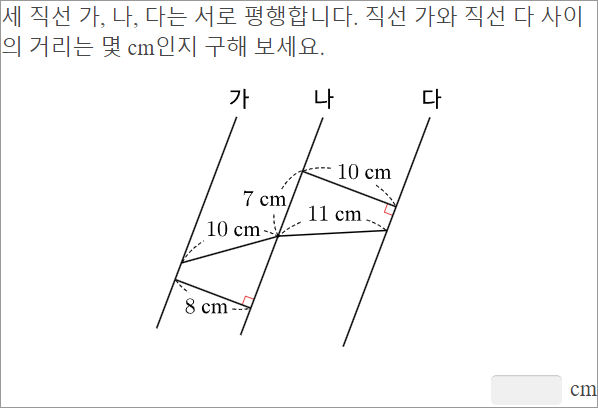 세 직선 가, 나, 다는 서로 평행합니다. 직선 가와 직선 다 사이
의 거리는 몇 cm인지 구해 보세요.
가 나 다
10 cm
7 cm
11 cm
10 cm
8 cm
cm